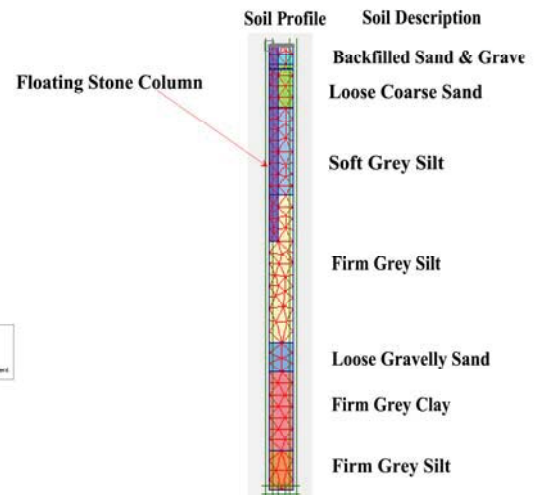 Soil Profile Soil Description
Backfilled Sand & Grave
Floating Stone Column
Loose Coarse Sand
Soft Grey Silt
Firm Grey Silt
Loose Gravelly Sand
Firm Grey Clay
Firm Grey Silt